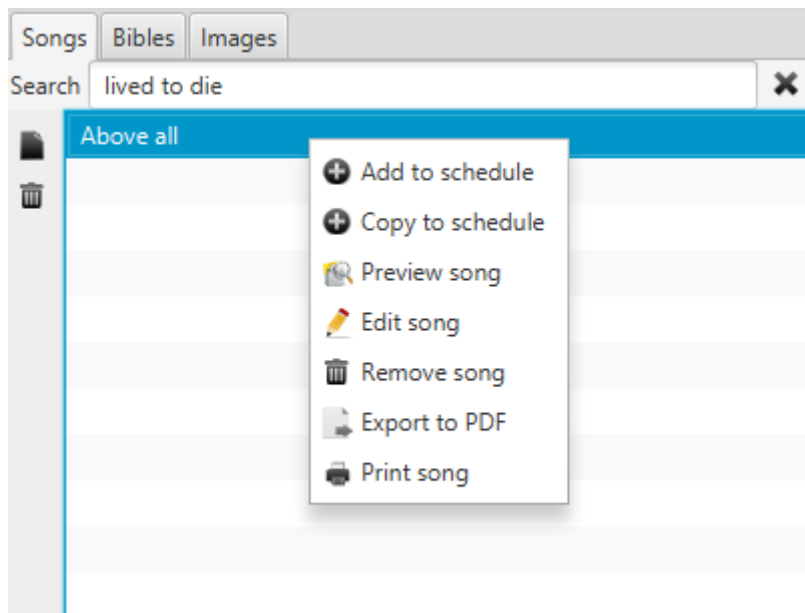 Songs Bibles Images
Search lived to die
Above all
Add to schedule
Copy to schedule
Preview song
Edit song
Remove song
Export to PDF
Print song